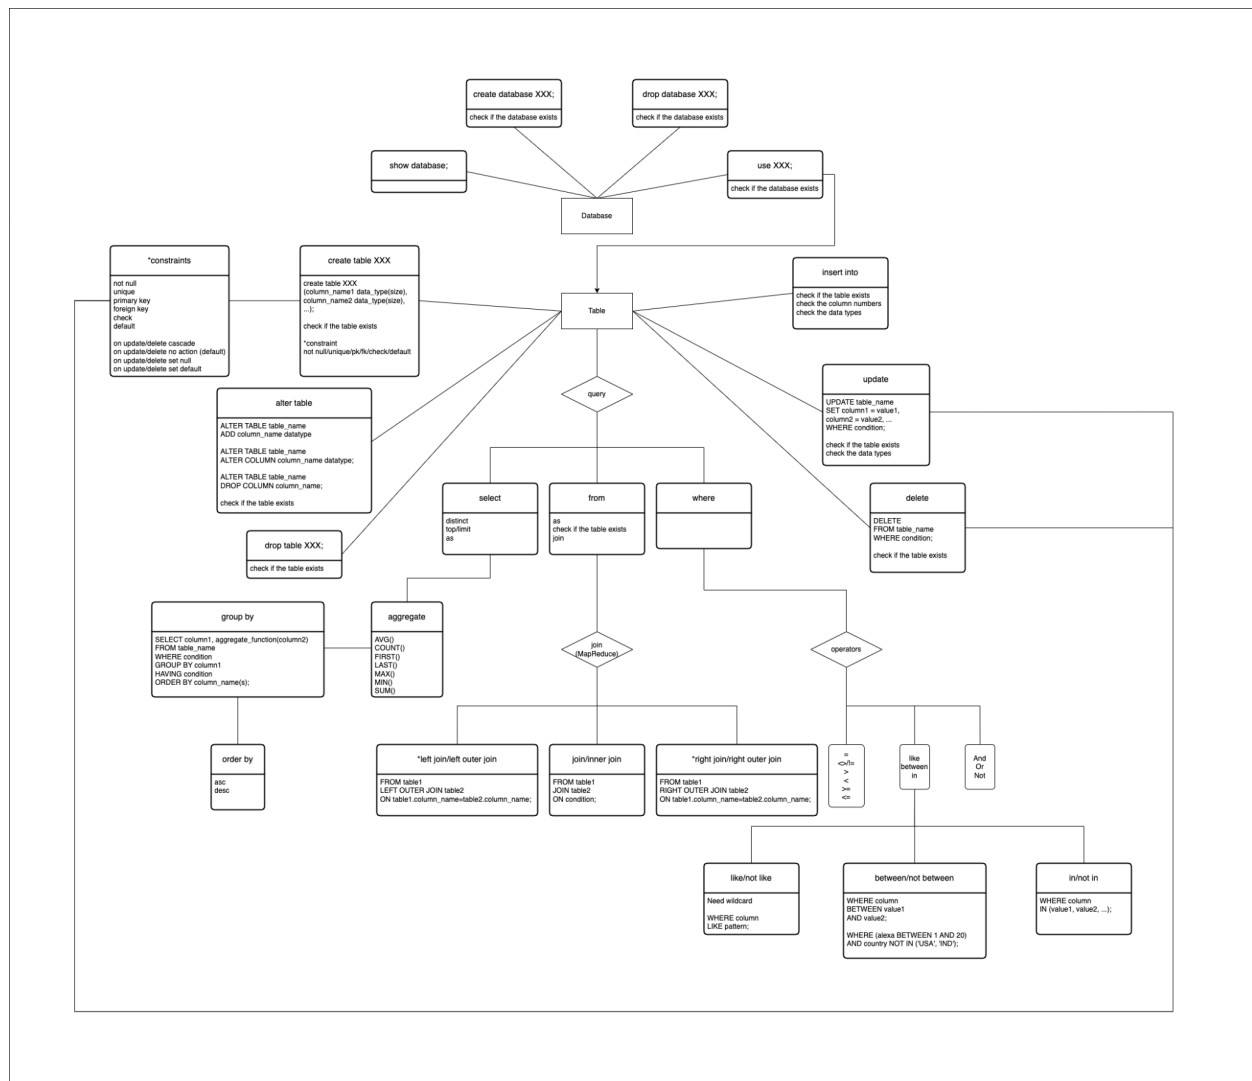 create database XXX;
check if the database exists
drop database XXX;
check if the database exists
show database;
use XXX;
check if the database exists
Database
*constraints
not null
unique
primary key
foreign key
check
default
on update/delete cascade
on update/delete no action (default)
on update/delete set null
on update/delete set default
create table XXX
create table XXX
(column_name1 data_type(size),
column_name2 data_type(size),
...);
check if the table exists
*constraint
not null/unique/pk/fk/check/default
Table
insert into
check if the table exists
check the column numbers
check the data types
query
update
UPDATE table_name
SET column1 = value1,
column2 = value2, ...
WHERE condition;
check if the table exists
check the data types
alter table
ALTER TABLE table_name
ADD column_name datatype
ALTER TABLE table_name
ALTER COLUMN column_name datatype;
ALTER TABLE table_name
DROP COLUMN column_name;
check if the table exists
select
distinct
top/limit
as
from
as
check if the table exists
join
where
delete
DELETE
FROM table_name
WHERE condition;
check if the table exists
drop table XXX;
check if the table exists
group by
SELECT column1, aggregate_function(column2)
FROM table_name
WHERE condition
GROUP BY column1
HAVING condition
ORDER BY column_name(s);
aggregate
AVG()
COUNT()
FIRST()
LAST()
MAX()
MIN()
SUM()
join
(MapReduce)
operators
order by
asc
desc
*left join/left outer join
FROM table1
LEFT OUTER JOIN table2
ON table1.column_name=table2.column_name;
join/inner join
FROM table1
JOIN table2
ON condition;
*right join/right outer join
FROM table1
RIGHT OUTER JOIN table2
ON table1.column_name=table2.column_name;
=
<>/!=
>
<
>=
<=
like
between
in
And
Or
Not
like/not like
Need wildcard
WHERE column
LIKE pattern;
between/not between
WHERE column
BETWEEN value1
AND value2;
WHERE (alexa BETWEEN 1 AND 20)
AND country NOT IN ('USA', 'IND');
in/not in
WHERE column
IN (value1, value2, ...);